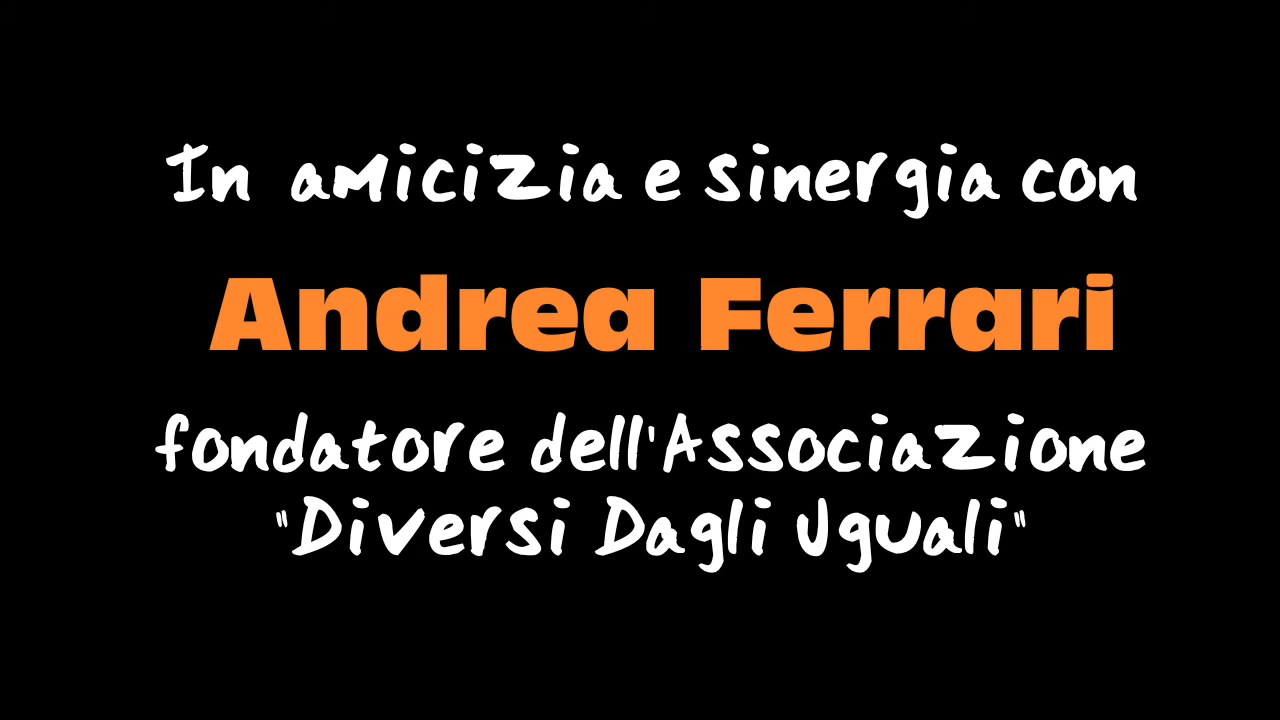 In amicizia e sinergia con
Andrea Ferrari
fondatore dell'Associazione
"Diversi Dagli Uguali"